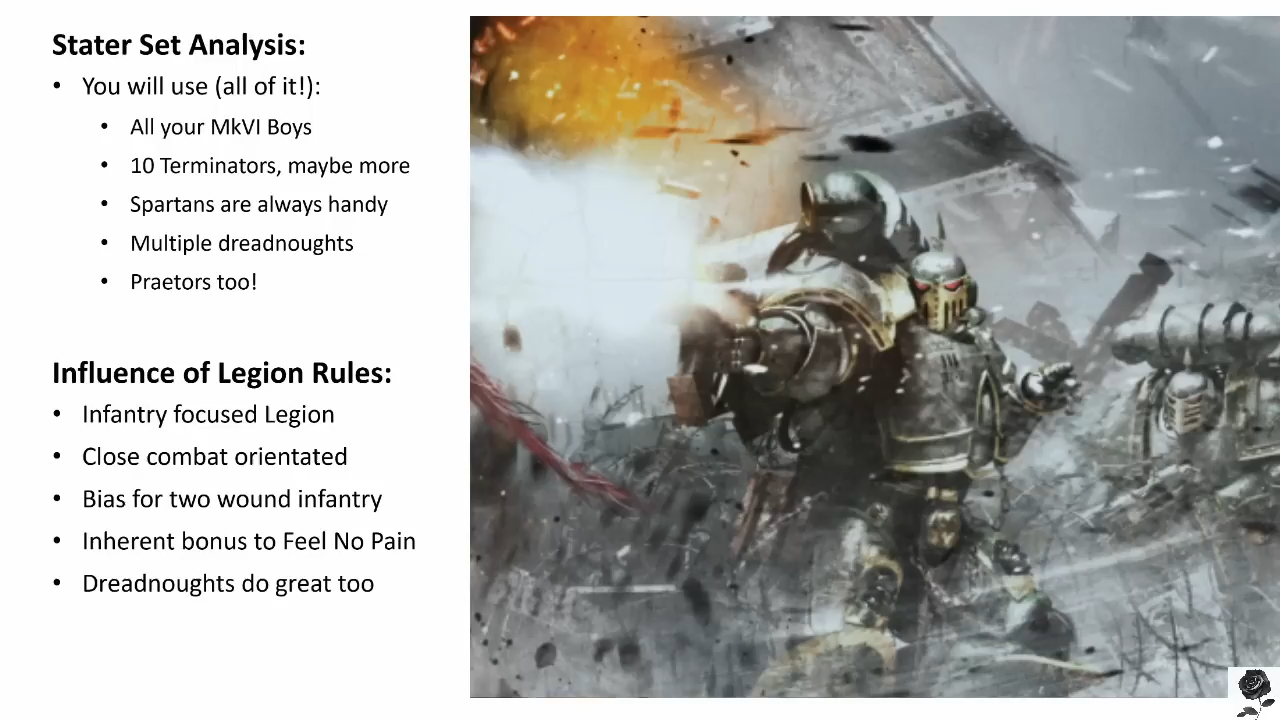 Stater Set Analysis:
• You will use (all of it!):
• All your MkVI Boys
• 10 Terminators, maybe more
• Spartans are always handy
• Multiple dreadnoughts
• Praetors too!
Influence of Legion Rules:
• Infantry focused Legion
• Close combat orientated
• Bias for two wound infantry
• Inherent bonus to Feel No Pain
• Dreadnoughts do great too